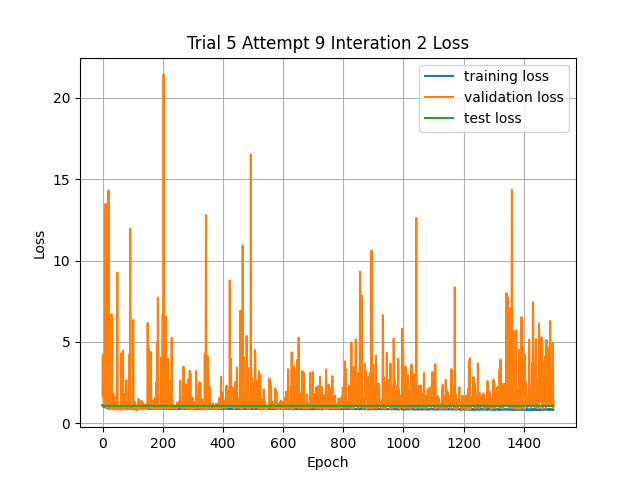 Trial 5 Attempt 9 Interation 2 Loss
training loss
validation loss
test loss
Loss
20
15
10
5
0
0 200 400 600 800 1000 1200 1400
Epoch